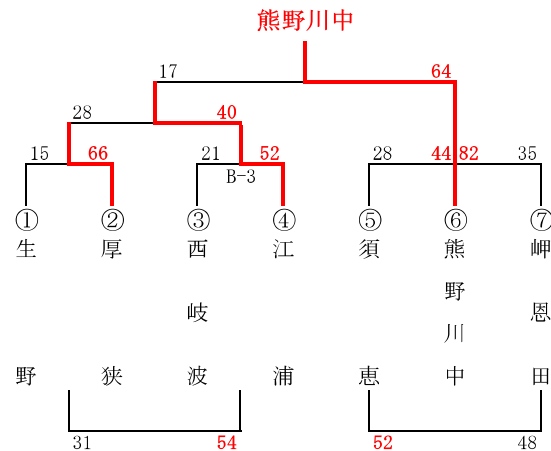 熊野川中
17 64
28 40
15 66 21 52 28 44 82 35
B-3
① ② ③ ④ ⑤ ⑥ ⑦
生野 厚狭 西岐波 江浦 須恵 熊野川中 岬恩田
31 54 52 48